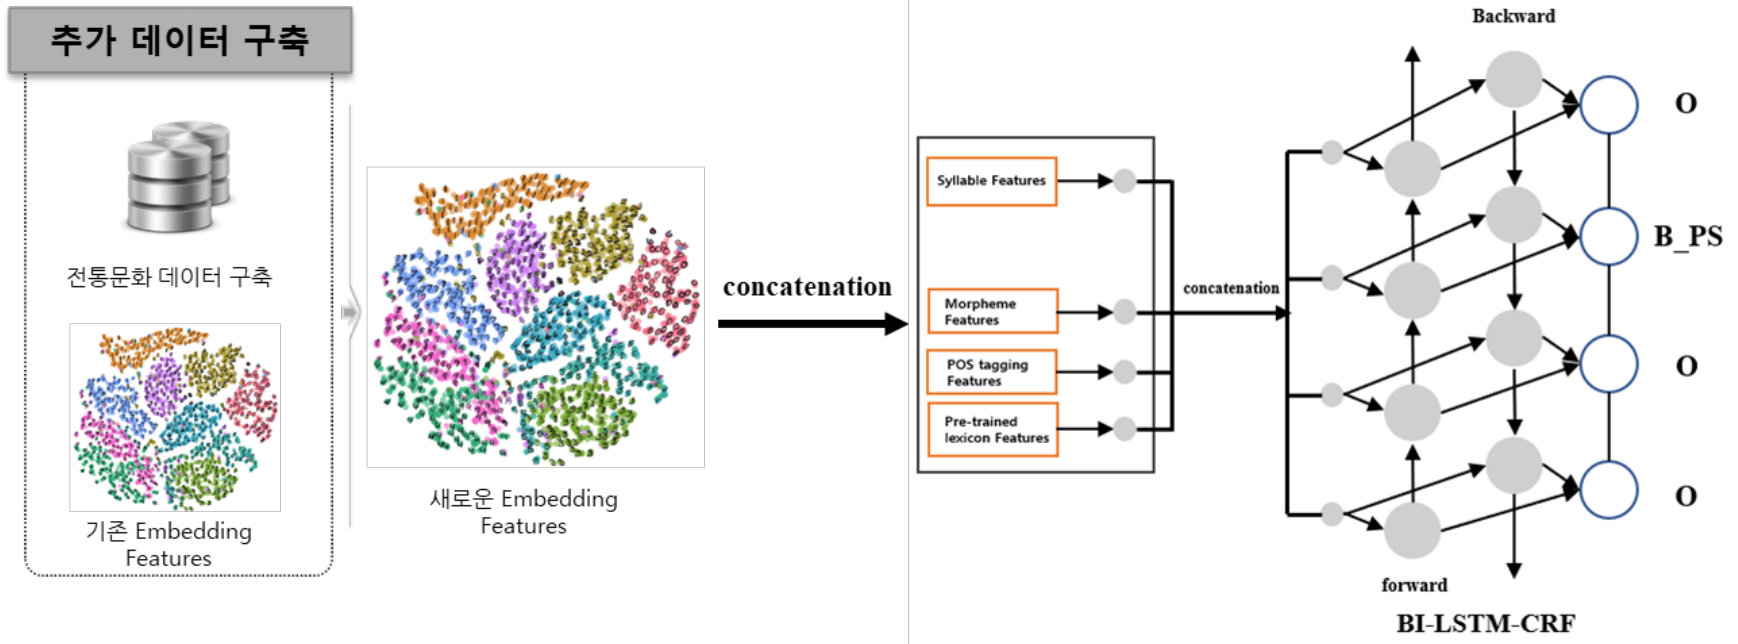 추가 데이터 구축
전통문화 데이터 구축
기존 Embedding
Features
새로운 Embedding
Features
concatenation
Syllable Features
Morpheme
Features
POS tagging
Features
Pre-trained
lexicon Features
concatenation
Backward
O
B_PS
O
O
forward
BI-LSTM-CRF